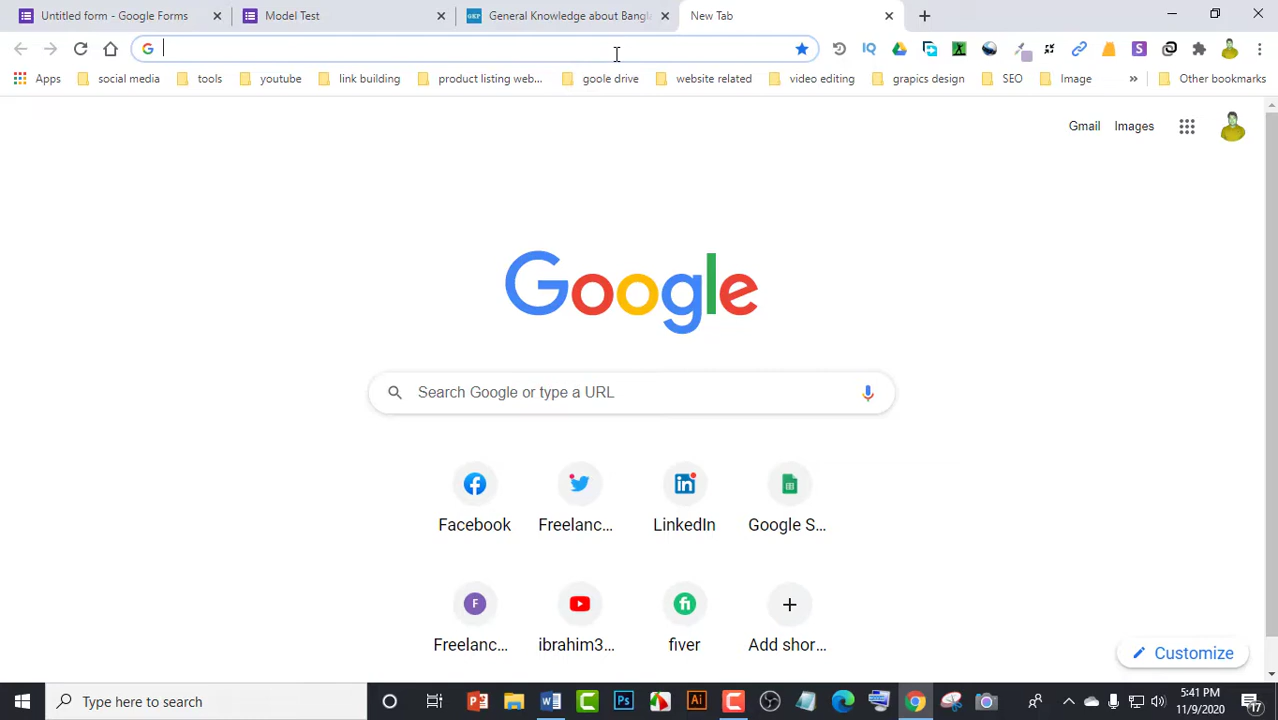 Untitled form - Google Forms
Model Test
GKP General Knowledge about Bangl
New Tab
Apps
social media
tools
youtube
link building
product listing web...
goole drive
website related
video editing
grapics design
SEO
Image
Other bookmarks
Gmail
Images
Google
Search Google or type a URL
Facebook
Freelanc...
LinkedIn
Google S...
F
Freelanc...
ibrahim3...
fiver
Add shor...
Customize
Type here to search
5:41 PM
11/9/2020
17